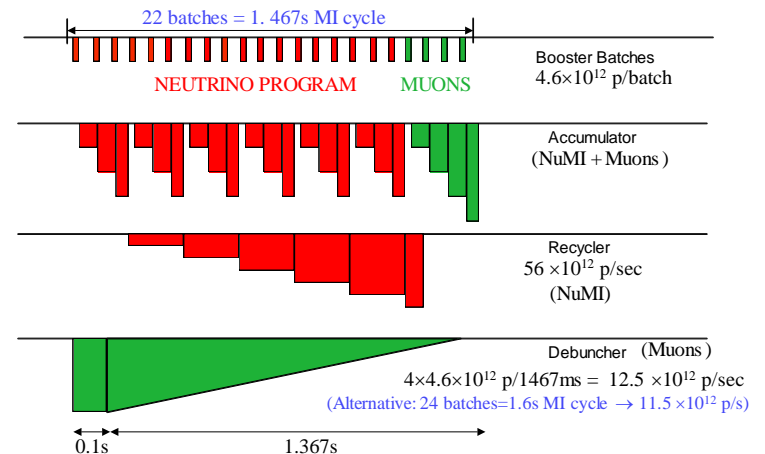 22 batches = 1. 467s MI cycle
Booster Batches
4.6×10¹² p/batch
NEUTRINO PROGRAM MUONS
Accumulator
(NuMI + Muons )
Recycler
56 ×10¹² p/sec
(NuMI)
Debuncher (Muons)
4×4.6×10¹² p/1467ms = 12.5 ×10¹² p/sec
(Alternative: 24 batches=1.6s MI cycle → 11.5 ×10¹² p/s)
0.1s 1.367s